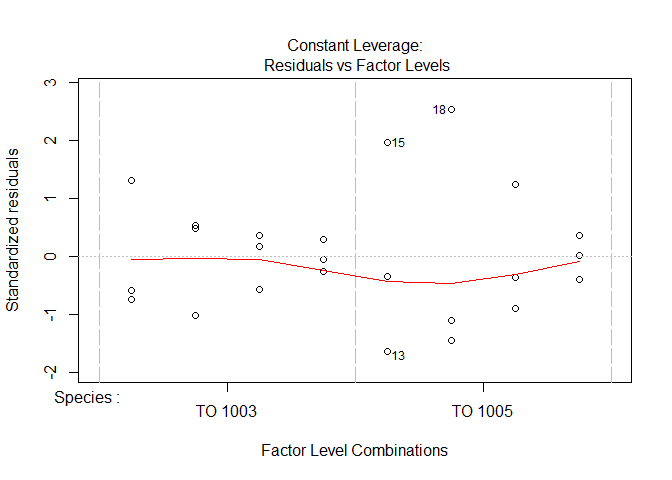 Constant Leverage:
Residuals vs Factor Levels
Standardized residuals
3
2
1
0
-1
-2
18
15
13
Species :
TO 1003
TO 1005
Factor Level Combinations